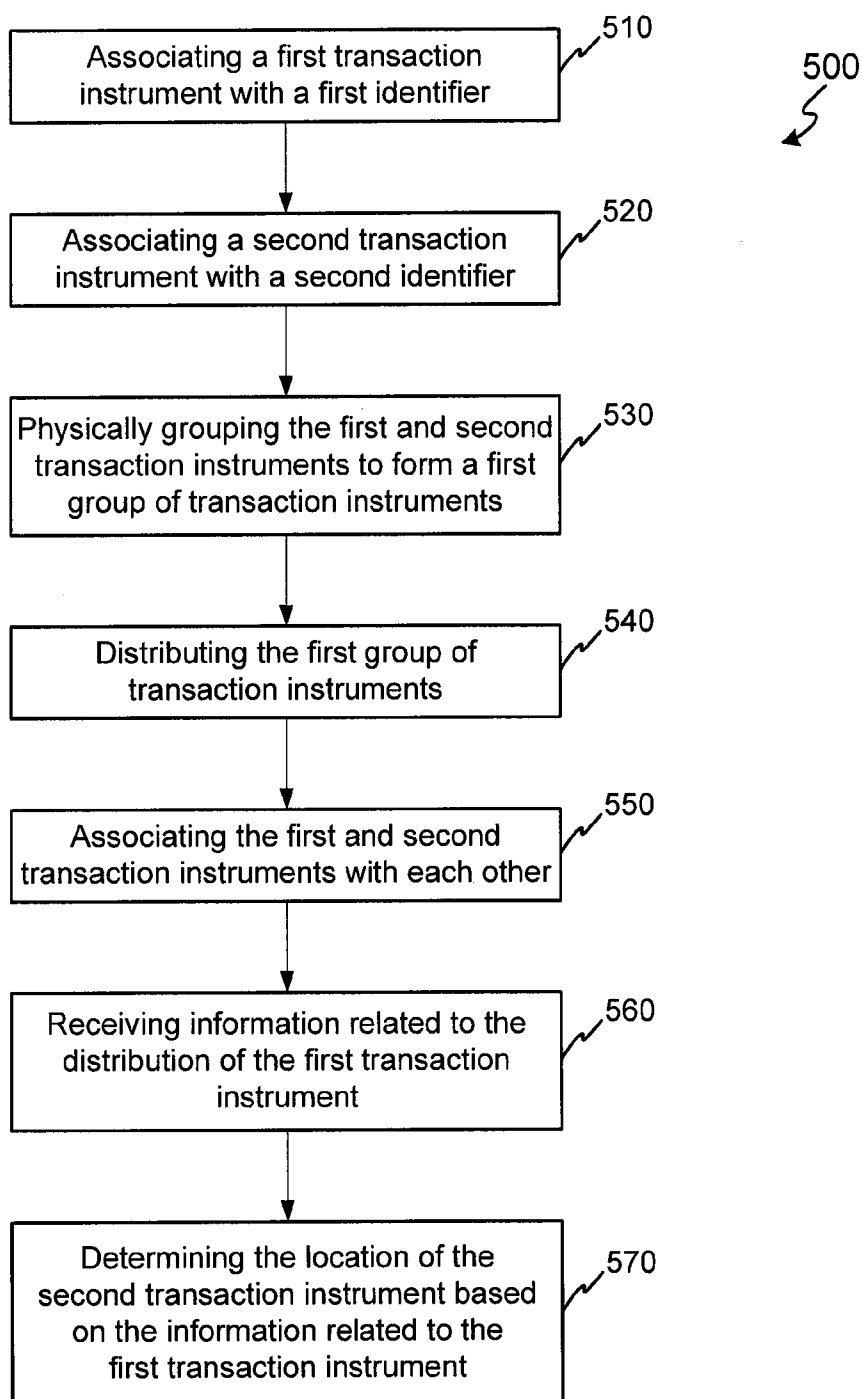 510
Associating a first transaction
instrument with a first identifier
500
520
Associating a second transaction
instrument with a second identifier
530
Physically grouping the first and second
transaction instruments to form a first
group of transaction instruments
540
Distributing the first group of
transaction instruments
550
Associating the first and second
transaction instruments with each other
560
Receiving information related to the
distribution of the first transaction
instrument
570
Determining the location of the
second transaction instrument based
on the information related to the
first transaction instrument